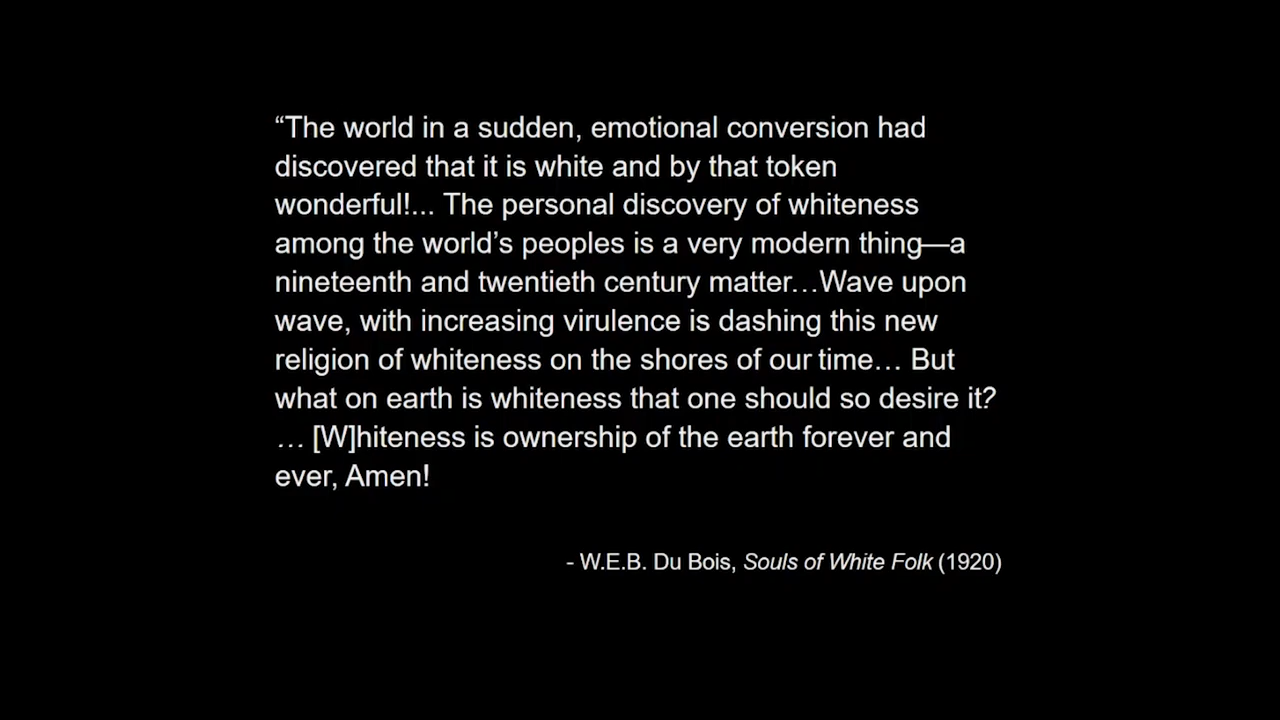 “The world in a sudden, emotional conversion had
discovered that it is white and by that token
wonderful!... The personal discovery of whiteness
among the world’s peoples is a very modern thing—a
nineteenth and twentieth century matter…Wave upon
wave, with increasing virulence is dashing this new
religion of whiteness on the shores of our time… But
what on earth is whiteness that one should so desire it?
… [W]hiteness is ownership of the earth forever and
ever, Amen!
- W.E.B. Du Bois, Souls of White Folk (1920)